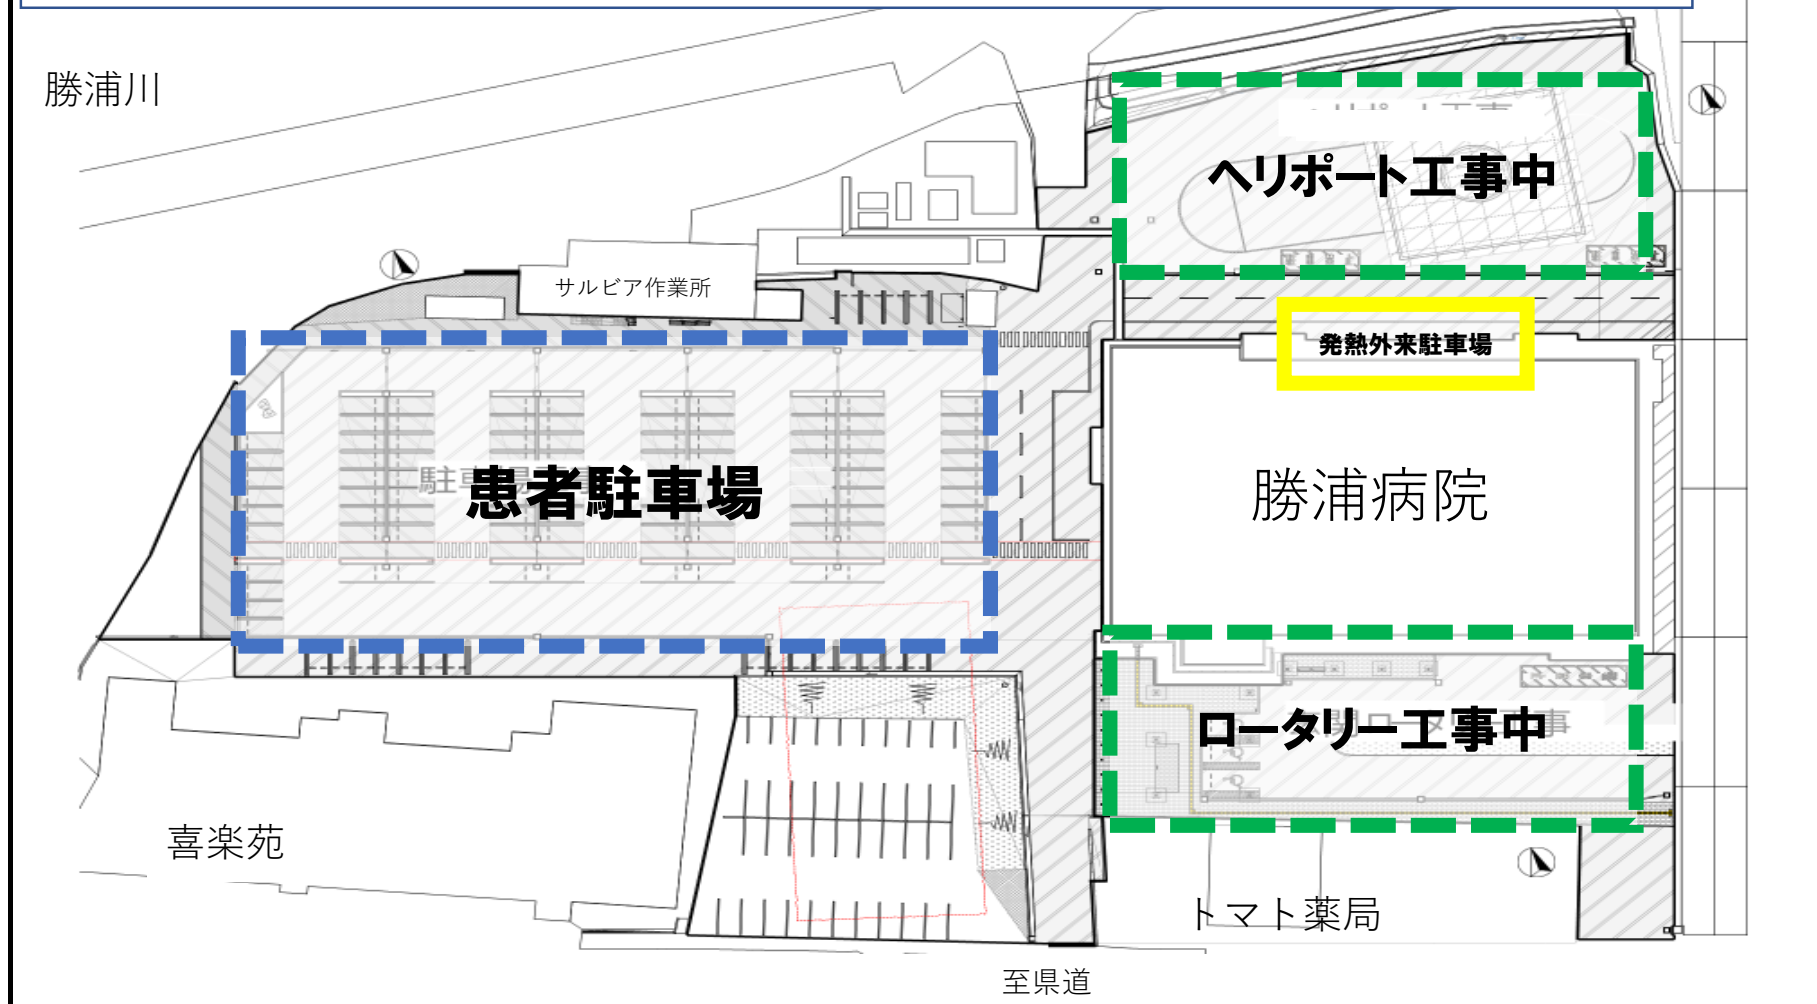 勝浦川
ヘリポート工事中
サルビア作業所
発熱外来駐車場
患者駐車場
勝浦病院
ロータリー工事中
喜楽苑
トマト薬局
至県道